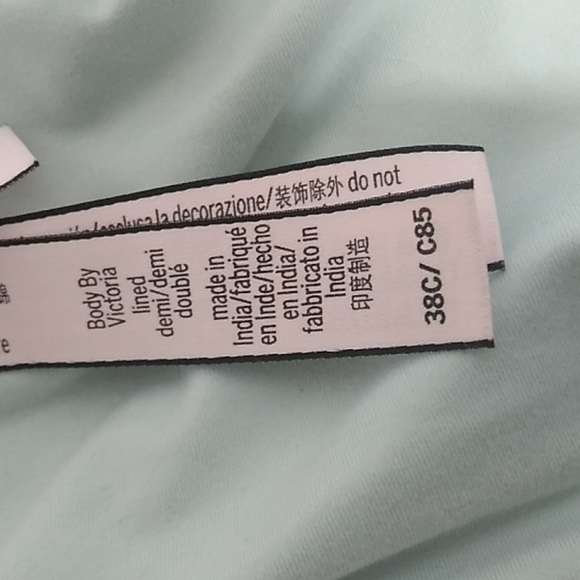 la decorazione/装饰除外 do not
Body By
Victoria
lined
demi/demi
doublé
made in
India/fabriqué
en Inde/hecho
en India/
fabbricato in
India
印度制造
38C/ C85